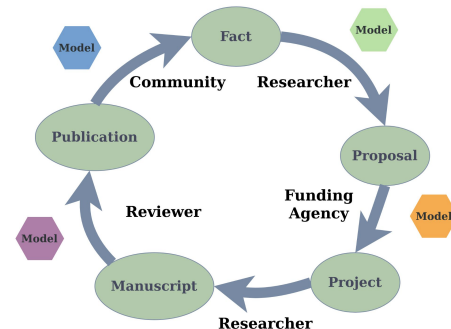 Fact
Model
Model
Community
Researcher
Publication
Proposal
Funding
Agency
Reviewer
Model
Model
Manuscript
Project
Researcher